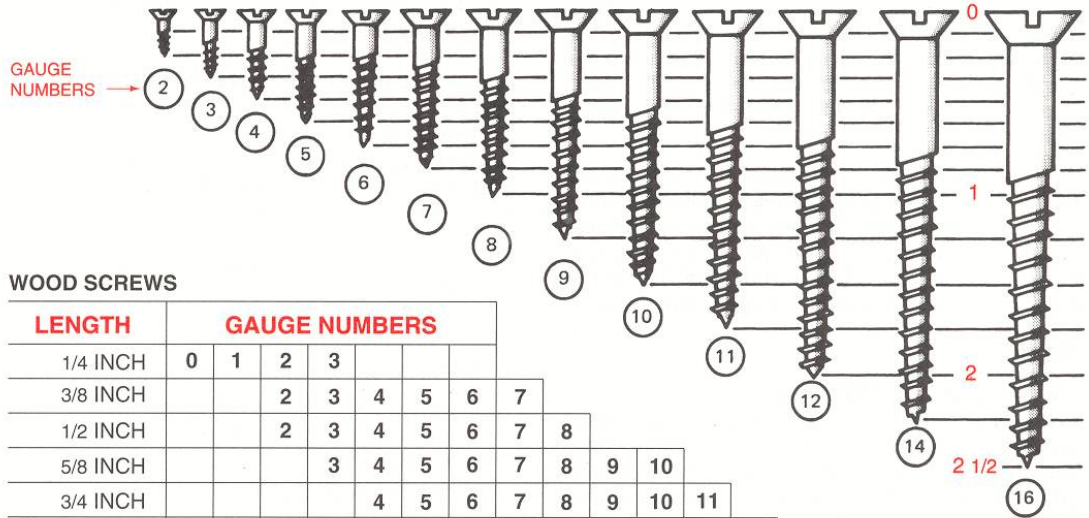 0
GAUGE
NUMBERS
2
3
4
5
6
7
8
9
10
11
12
14
16
1
2
2 1/2
WOOD SCREWS
LENGTH GAUGE NUMBERS
1/4 INCH 0 1 2 3
3/8 INCH 2 3 4 5 6 7
1/2 INCH 2 3 4 5 6 7 8
5/8 INCH 3 4 5 6 7 8 9 10
3/4 INCH 4 5 6 7 8 9 10 11